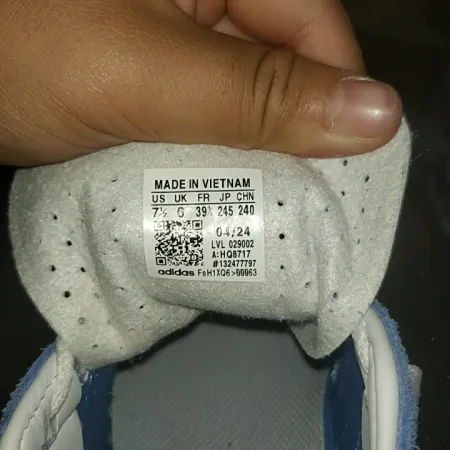 MADE IN VIETNAM
US UK FR JP CHN
7½ 6 39⅓ 245 240
04/24
LVL 029002
A:HQ8717
#132477797
adidas FsH1XQ6>00063